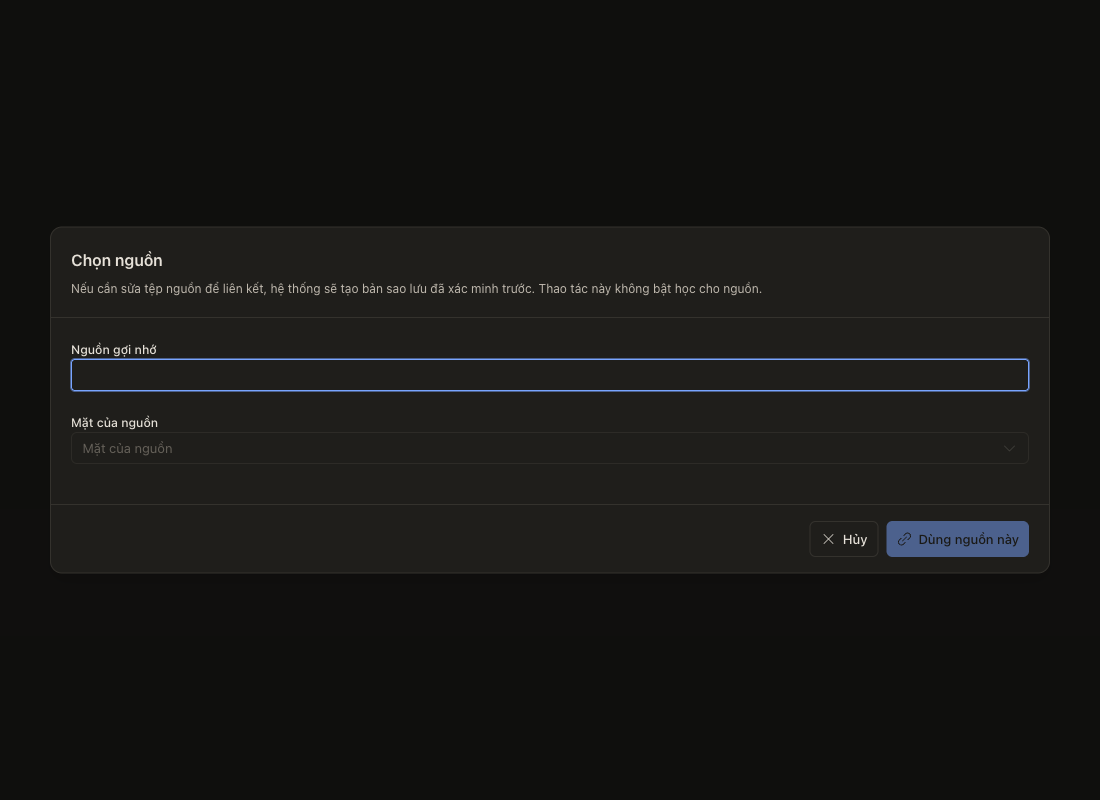 Chọn nguồn
Nếu cần sửa tệp nguồn để liên kết, hệ thống sẽ tạo bản sao lưu đã xác minh trước. Thao tác này không bật học cho nguồn.
Nguồn gợi nhớ
Mặt của nguồn
Mặt của nguồn
Hủy
Dùng nguồn này